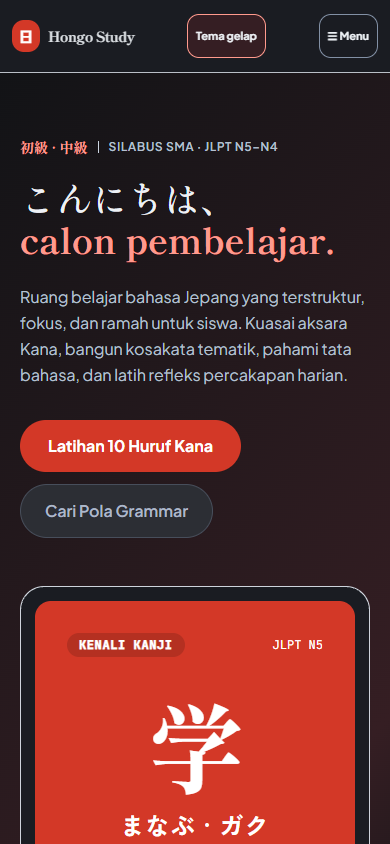 日 Hongo Study
Tema gelap
☰ Menu
初級 · 中級 | SILABUS SMA · JLPT N5–N4
こんにちは、
calon pembelajar.
Ruang belajar bahasa Jepang yang terstruktur,
fokus, dan ramah untuk siswa. Kuasai aksara
Kana, bangun kosakata tematik, pahami tata
bahasa, dan latih refleks percakapan harian.
Latihan 10 Huruf Kana
Cari Pola Grammar
KENALI KANJI
JLPT N5
学
まなぶ · ガク